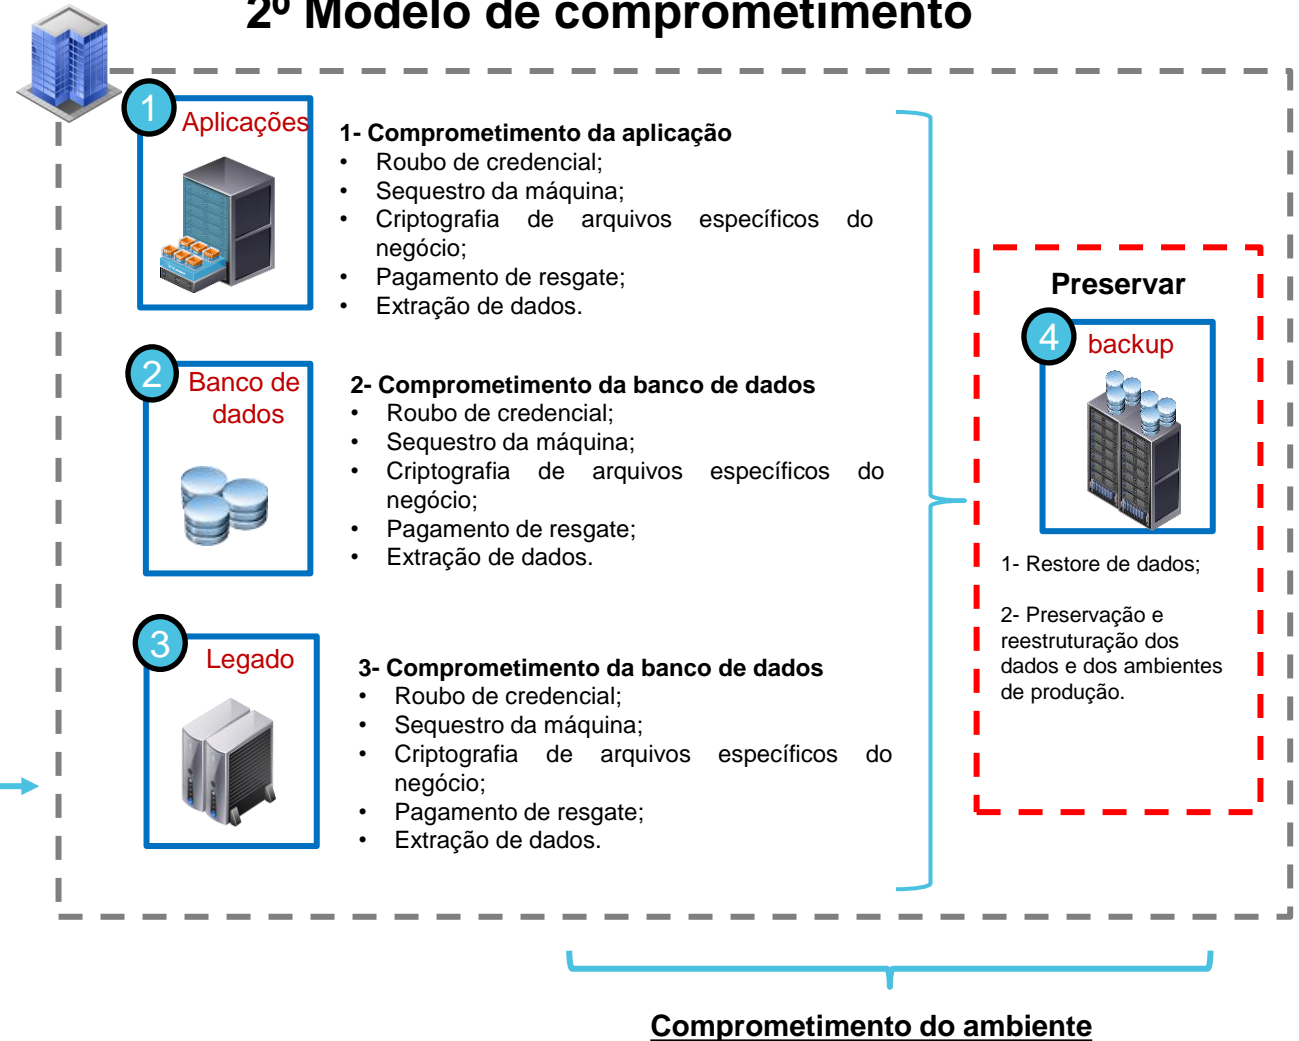 2º Modelo de comprometimento
1
Aplicações
1- Comprometimento da aplicação
• Roubo de credencial;
• Sequestro da máquina;
• Criptografia de arquivos específicos do
negócio;
• Pagamento de resgate;
• Extração de dados.
2
Banco de
dados
2- Comprometimento da banco de dados
• Roubo de credencial;
• Sequestro da máquina;
• Criptografia de arquivos específicos do
negócio;
• Pagamento de resgate;
• Extração de dados.
3
Legado
3- Comprometimento da banco de dados
• Roubo de credencial;
• Sequestro da máquina;
• Criptografia de arquivos específicos do
negócio;
• Pagamento de resgate;
• Extração de dados.
Preservar
4
backup
1- Restore de dados;
2- Preservação e
reestruturação dos
dados e dos ambientes
de produção.
Comprometimento do ambiente